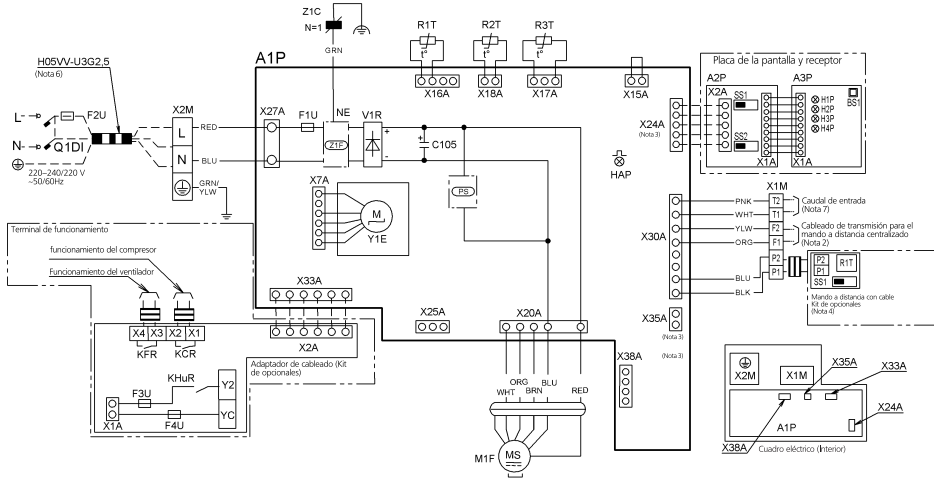 Z1C
N=1
GRN
A1P
R1T
t°
R2T
t°
R3T
t°
X16A
X18A
X17A
X15A
H05VV-U3G2,5
(Nota 6)
L
N
F2U
Q1DI
220–240/220 V
~50/60Hz
X2M
L
N
RED
BLU
GRN/
YLW
X27A
F1U
NE
Z1F
V1R
+
-
C105
PS
X7A
M
Y1E
HAP
X24A
(Nota 3)
Placa de la pantalla y receptor
A2P
X2A
SS1
SS2
X1A
A3P
H1P
H2P
H3P
H4P
BS1
X1A
X30A
PNK
WHT
YLW
ORG
BLU
BLK
X1M
T2
T1
F2
F1
P2
P1
Caudal de entrada
(Nota 7)
Cableado de transmisión para el
mando a distancia centralizado
(Nota 2)
P2
P1
R1T
SS1
Mando a distancia con cable
Kit de opcionales
(Nota 4)
X35A
(Nota 3)
(Nota 3)
X38A
Terminal de funcionamiento
funcionamiento del compresor
Funcionamiento del ventilador
X4
X3
X2
X1
KFR
KCR
X33A
X2A
Adaptador de cableado (Kit
de opcionales)
KHuR
F3U
F4U
X1A
Y2
YC
X25A
X20A
WHT
ORG
BRN
BLU
RED
M1F
MS
X35A
X33A
X2M
X1M
X24A
A1P
X38A
Cuadro eléctrico (Interior)